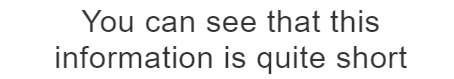 You can see that this
information is quite short